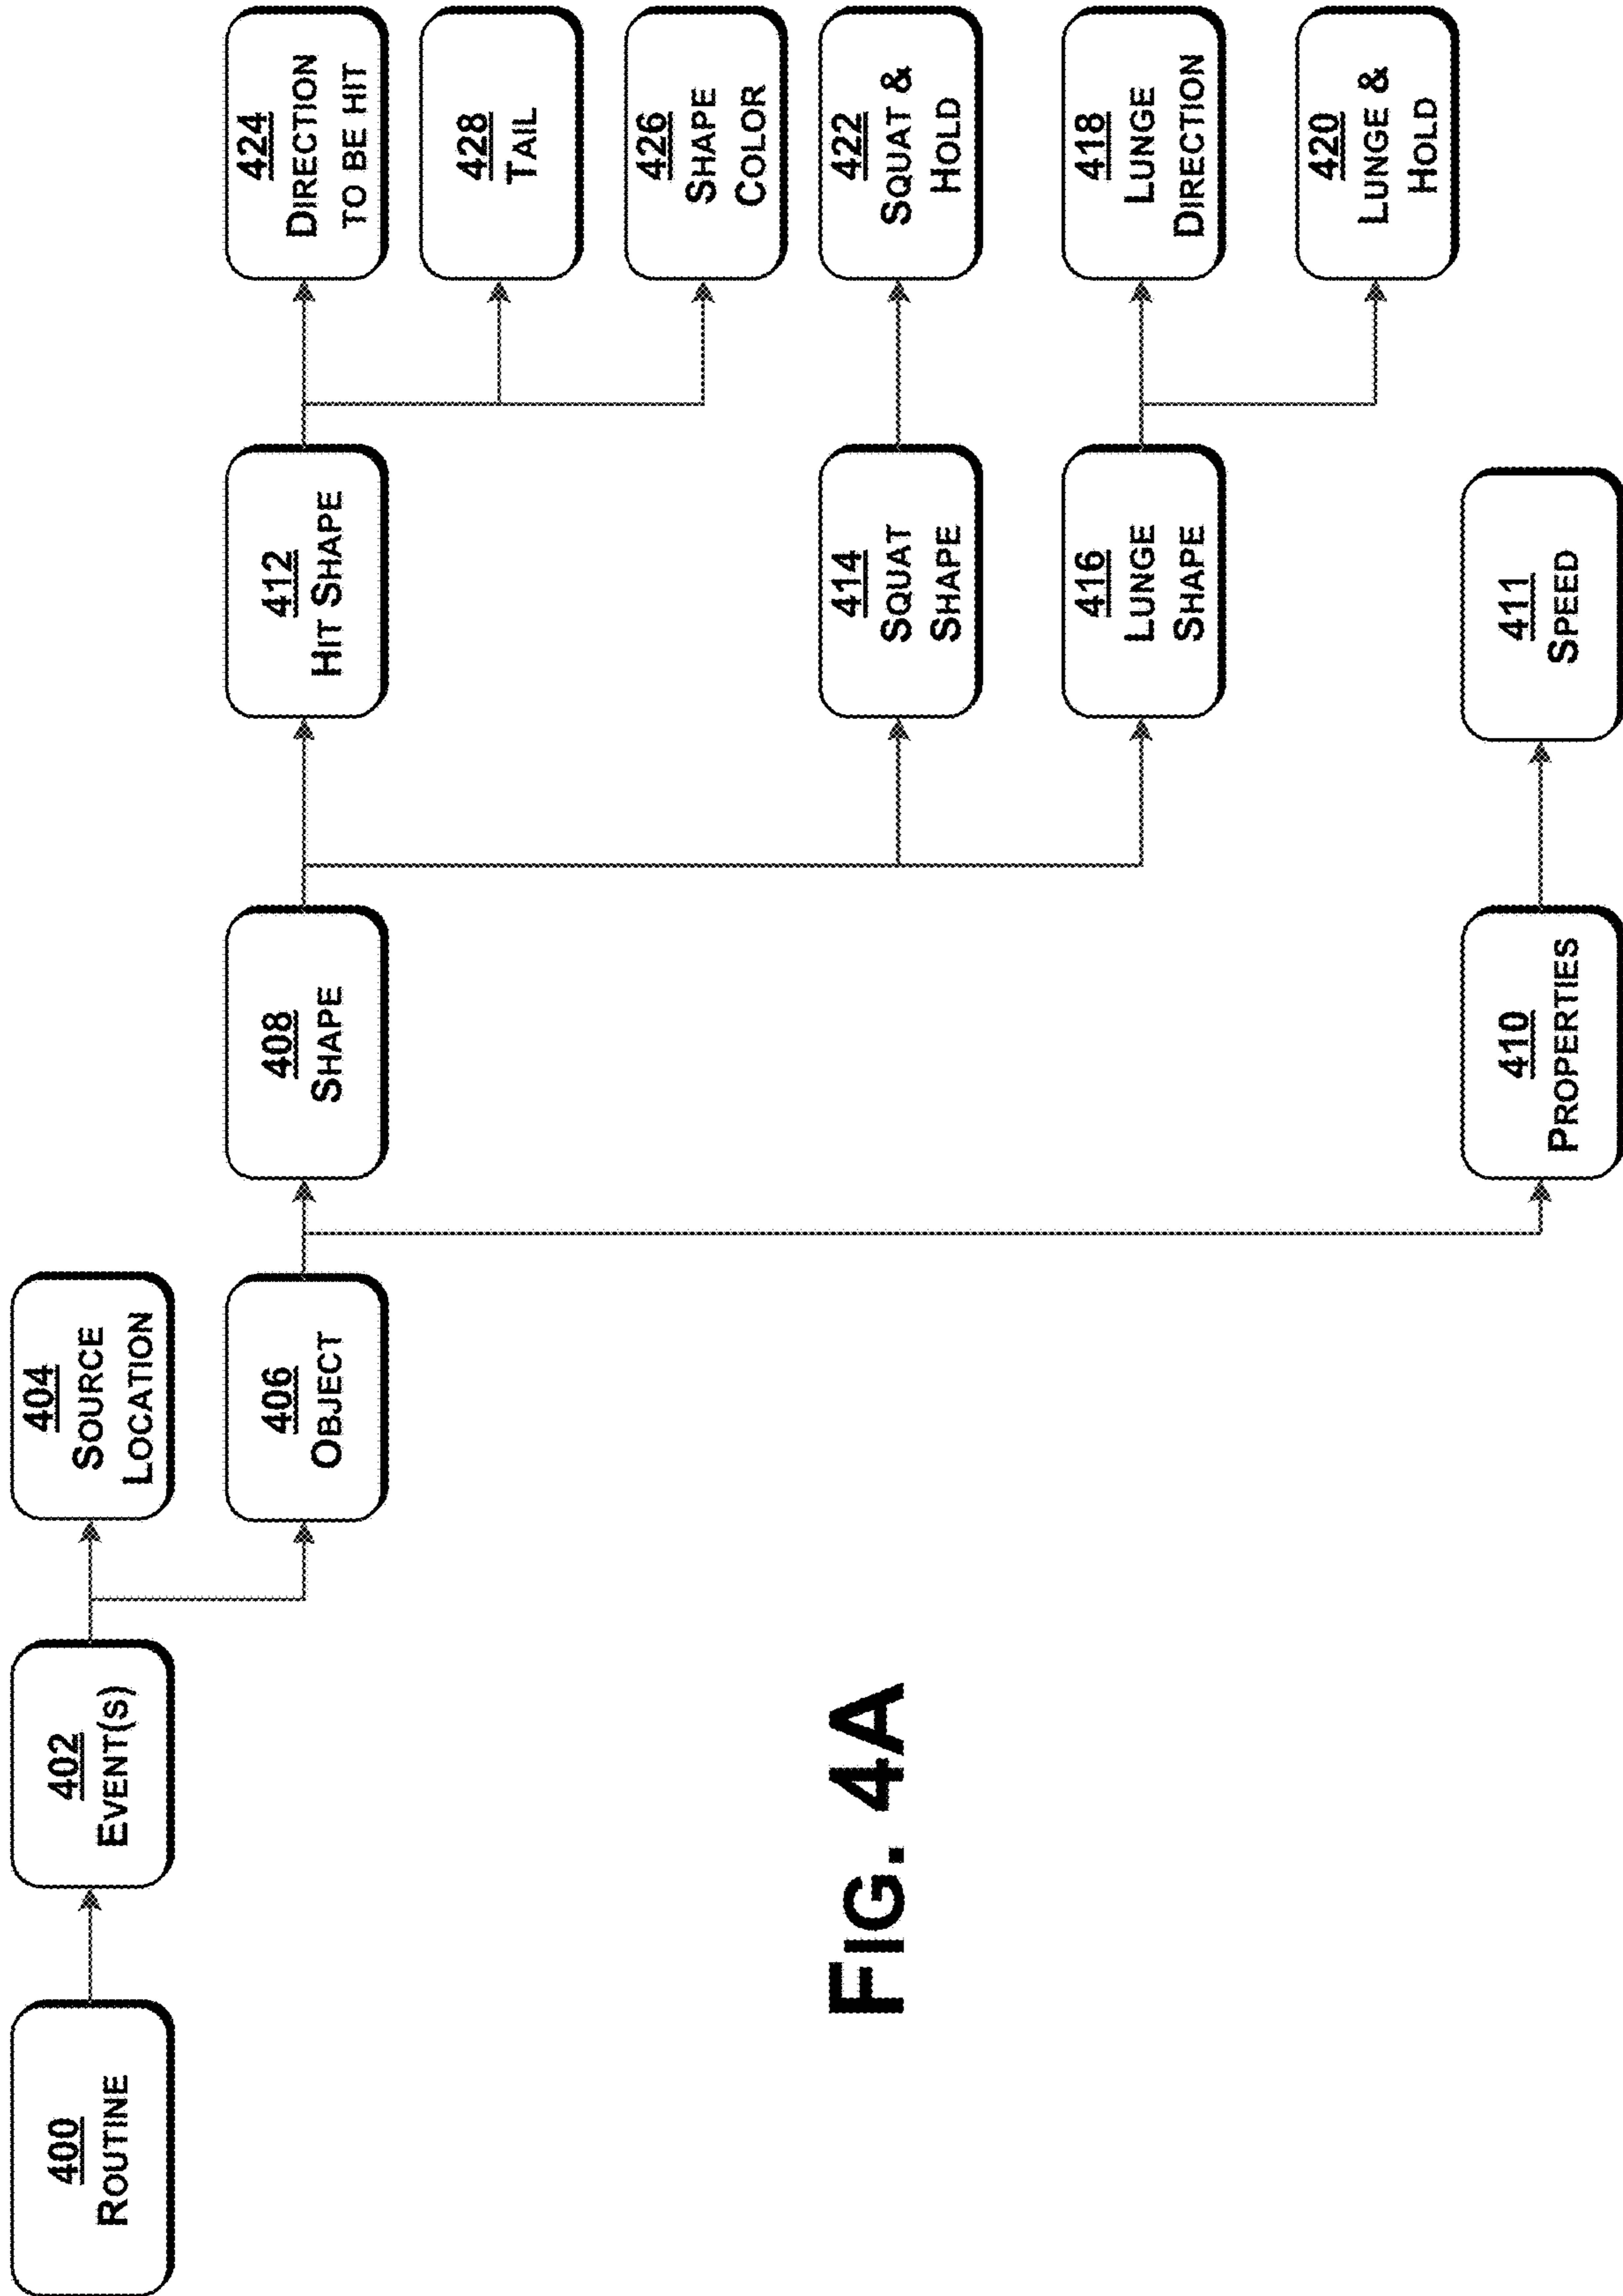 400
ROUTINE
402
EVENT(S)
404
SOURCE
LOCATION
406
OBJECT
408
SHAPE
412
HIT SHAPE
424
DIRECTION
TO BE HIT
428
TAIL
426
SHAPE
COLOR
414
SQUAT
SHAPE
422
SQUAT &
HOLD
416
LUNGE
SHAPE
418
LUNGE
DIRECTION
420
LUNGE &
HOLD
410
PROPERTIES
411
SPEED
FIG. 4A